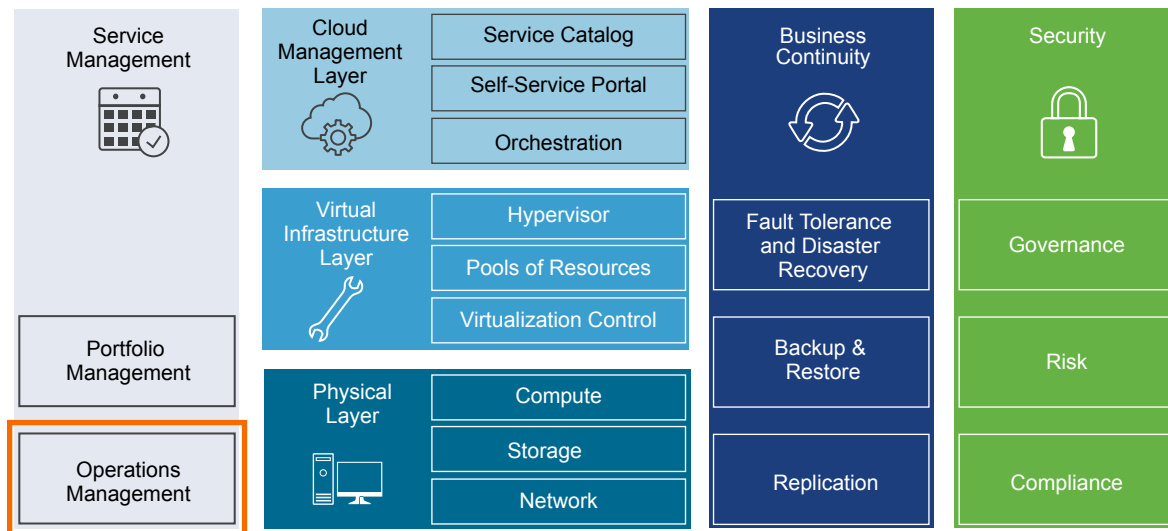 Service
Management
Portfolio
Management
Operations
Management
Cloud
Management
Layer
Service Catalog
Self-Service Portal
Orchestration
Virtual
Infrastructure
Layer
Hypervisor
Pools of Resources
Virtualization Control
Physical
Layer
Compute
Storage
Network
Business
Continuity
Fault Tolerance
and Disaster
Recovery
Backup &
Restore
Replication
Security
Governance
Risk
Compliance